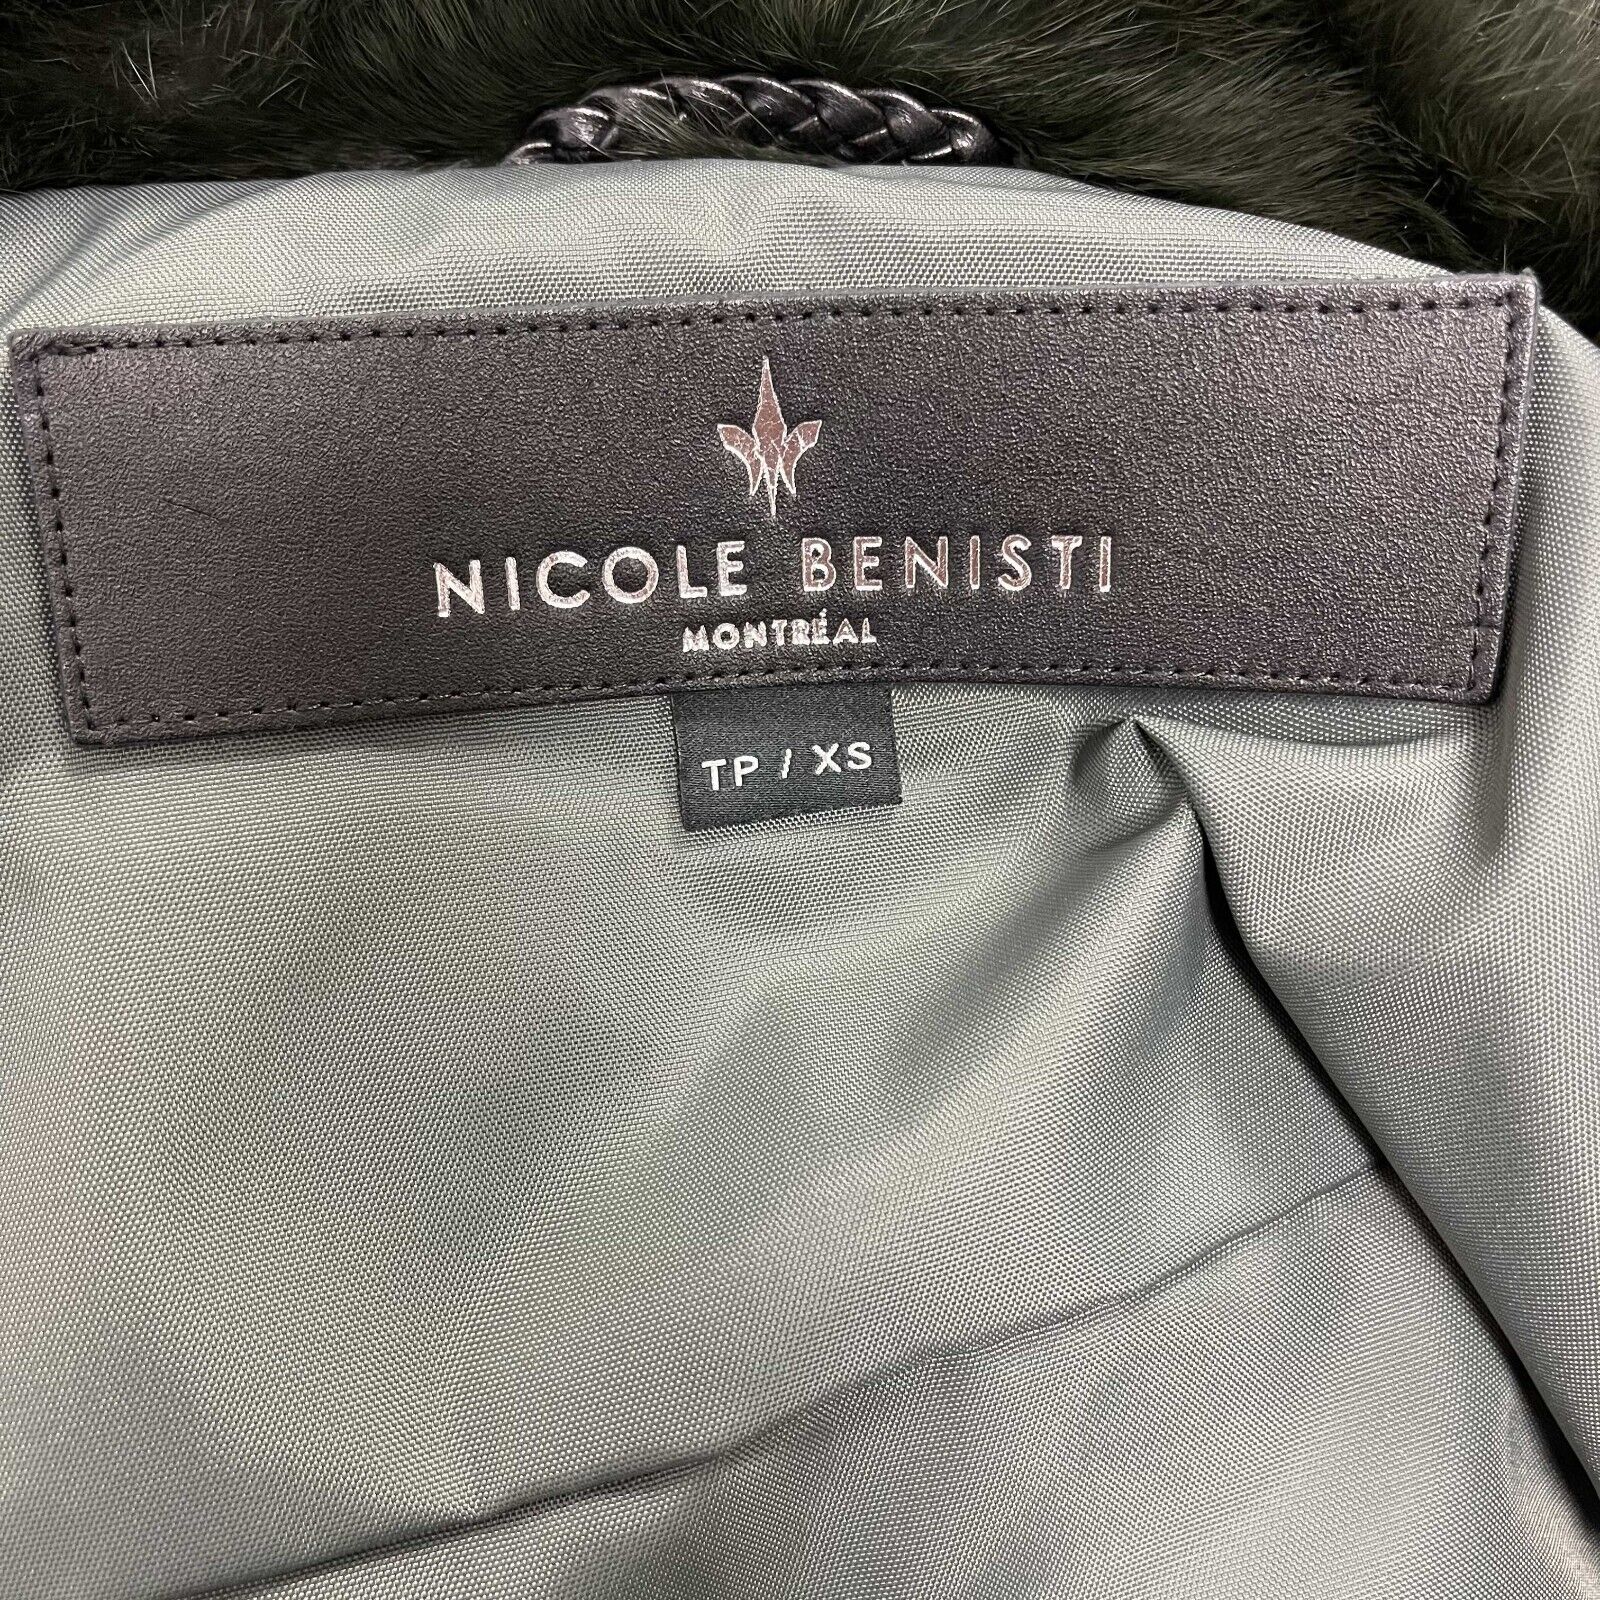 NICOLE BENISTI
MONTRÉAL
TP / XS